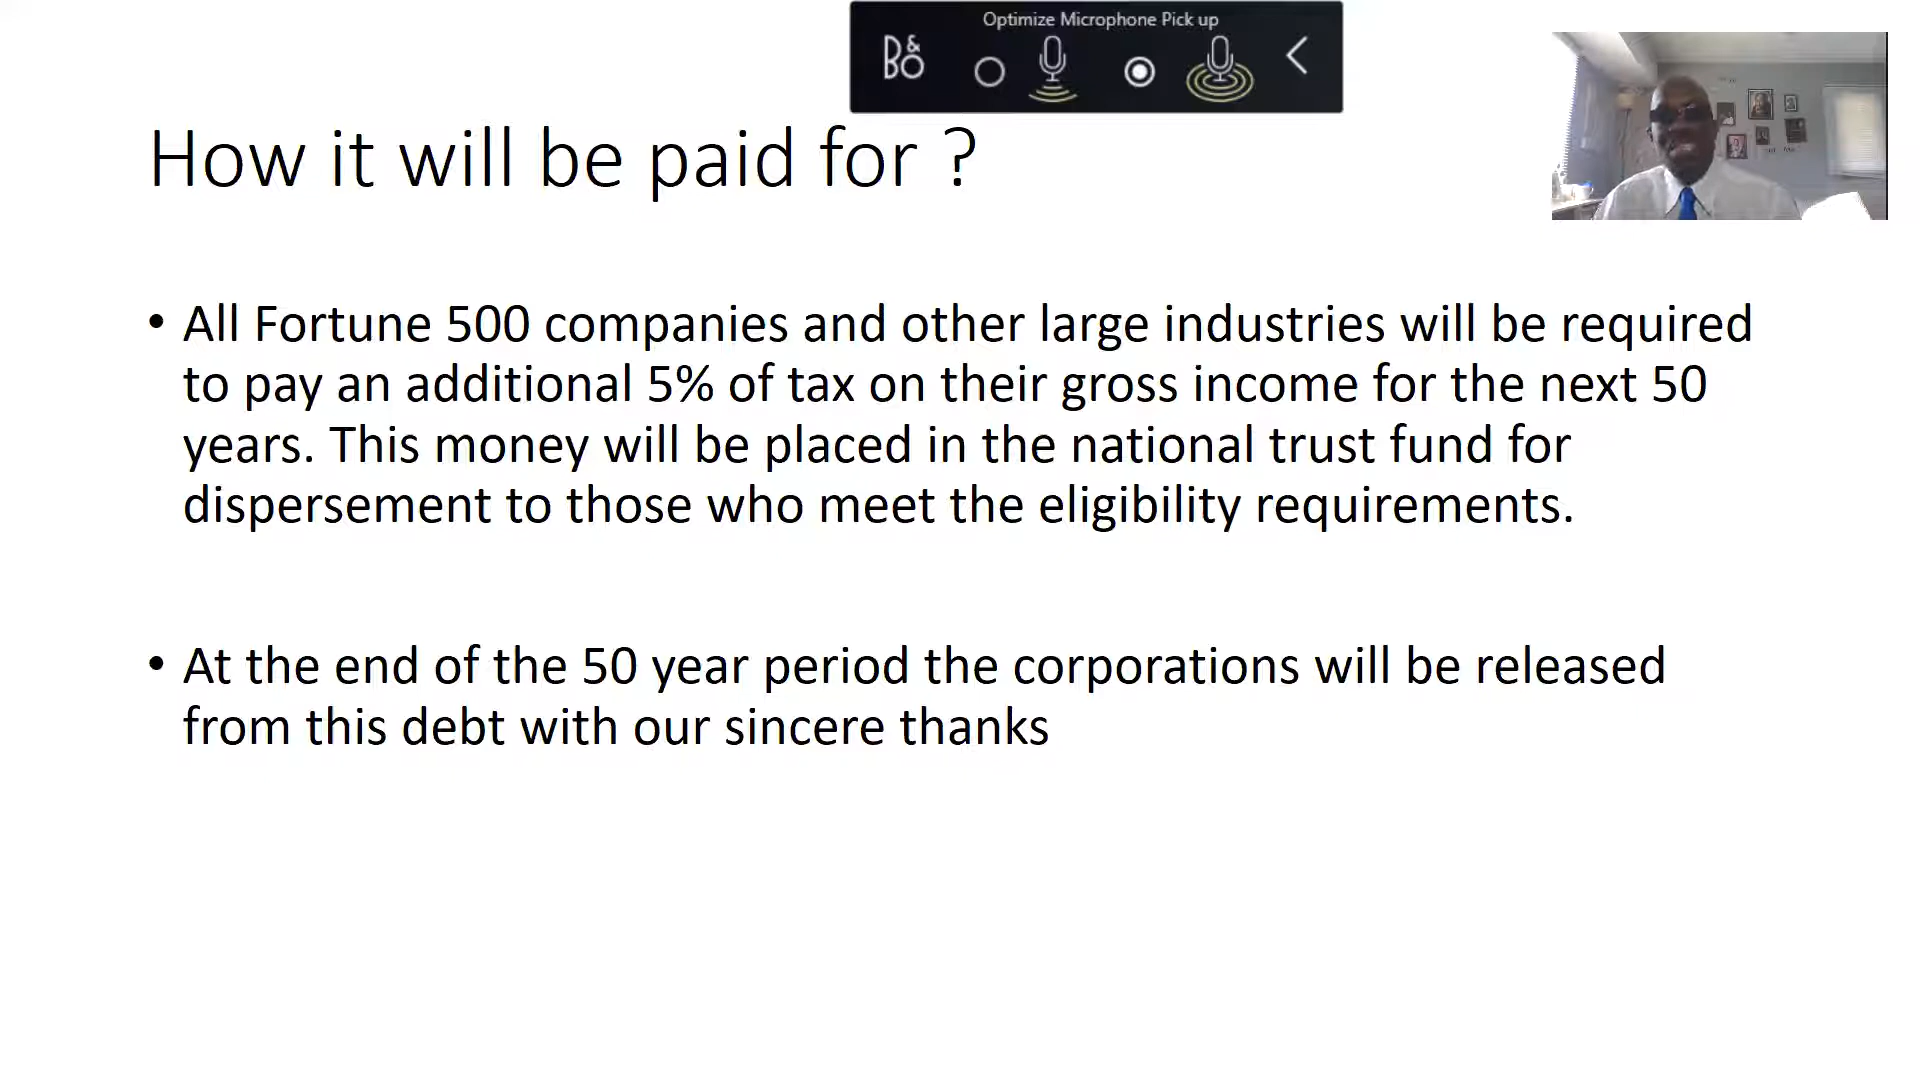 Optimize Microphone Pick up
B&O
How it will be paid for ?
• All Fortune 500 companies and other large industries will be required
to pay an additional 5% of tax on their gross income for the next 50
years. This money will be placed in the national trust fund for
dispersement to those who meet the eligibility requirements.
• At the end of the 50 year period the corporations will be released
from this debt with our sincere thanks